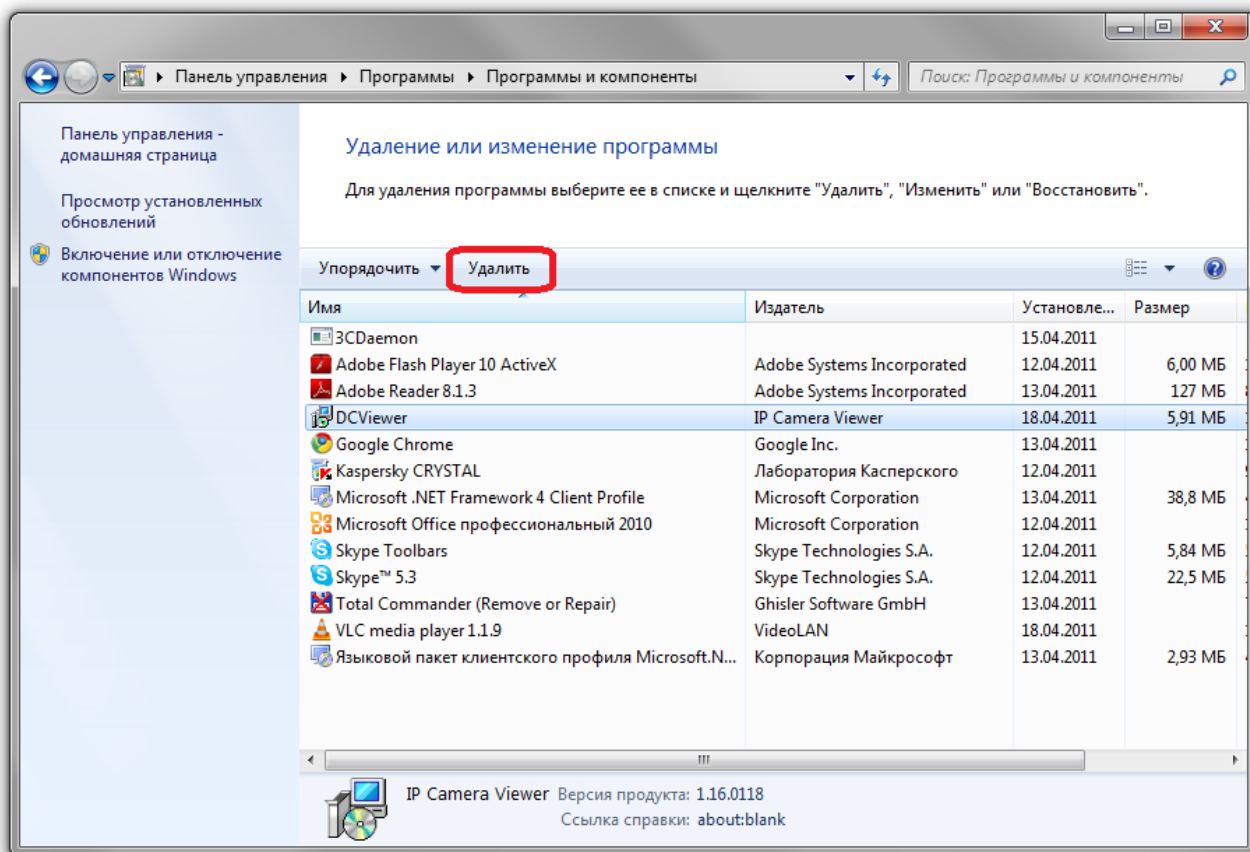 Панель управления ▸ Программы ▸ Программы и компоненты
Поиск: Программы и компоненты
Панель управления -
домашняя страница
Просмотр установленных
обновлений
Включение или отключение
компонентов Windows
Удаление или изменение программы
Для удаления программы выберите ее в списке и щелкните "Удалить", "Изменить" или "Восстановить".
Упорядочить Удалить
Имя Издатель Установле... Размер
3CDaemon 15.04.2011
Adobe Flash Player 10 ActiveX Adobe Systems Incorporated 12.04.2011 6,00 МБ
Adobe Reader 8.1.3 Adobe Systems Incorporated 13.04.2011 127 МБ
DCViewer IP Camera Viewer 18.04.2011 5,91 МБ
Google Chrome Google Inc. 13.04.2011
Kaspersky CRYSTAL Лаборатория Касперского 12.04.2011
Microsoft .NET Framework 4 Client Profile Microsoft Corporation 13.04.2011 38,8 МБ
Microsoft Office профессиональный 2010 Microsoft Corporation 12.04.2011
Skype Toolbars Skype Technologies S.A. 12.04.2011 5,84 МБ
Skype™ 5.3 Skype Technologies S.A. 12.04.2011 22,5 МБ
Total Commander (Remove or Repair) Ghisler Software GmbH 13.04.2011
VLC media player 1.1.9 VideoLAN 18.04.2011
Языковой пакет клиентского профиля Microsoft.N... Корпорация Майкрософт 13.04.2011 2,93 МБ
IP Camera Viewer Версия продукта: 1.16.0118
Ссылка справки: about:blank